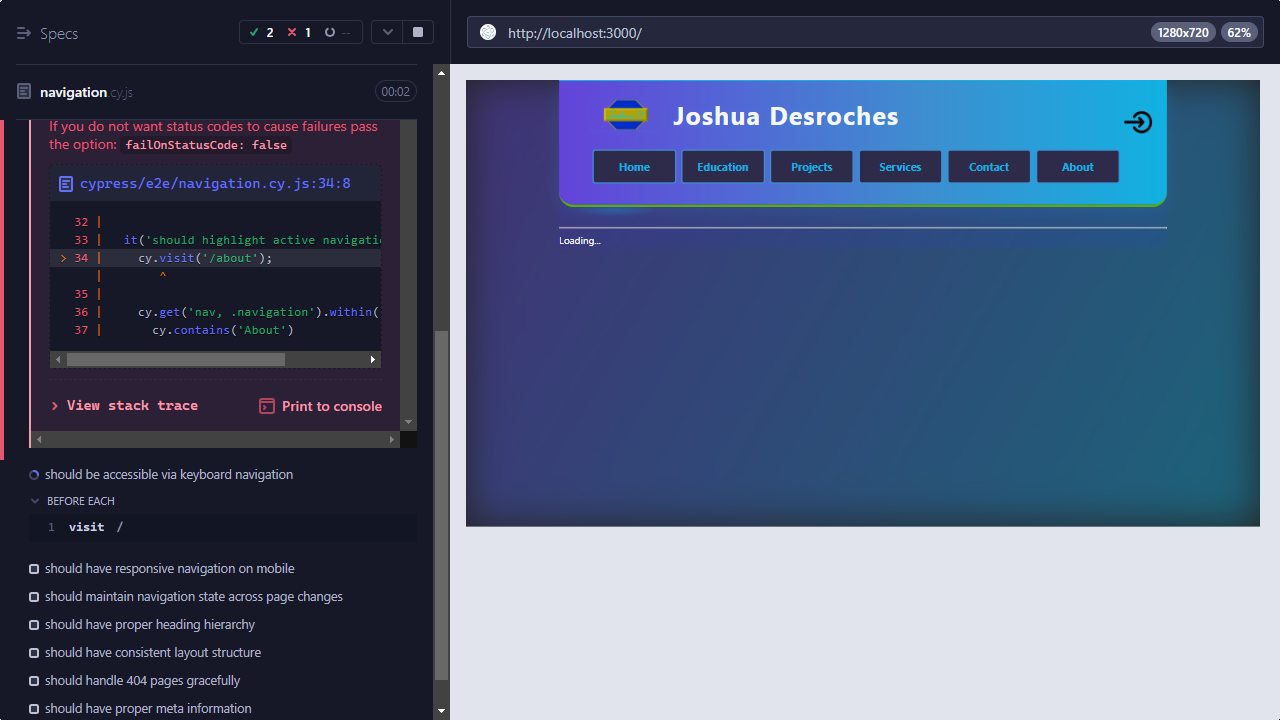 Specs
2
1
--
navigation.cy.js
00:02
If you do not want status codes to cause failures pass
the option: failOnStatusCode: false
cypress/e2e/navigation.cy.js:34:8
32 |
33 |   it('should highlight active navigatio
> 34 |     cy.visit('/about');
|        ^
35 |
36 |     cy.get('nav, .navigation').within(
37 |       cy.contains('About')
View stack trace
Print to console
should be accessible via keyboard navigation
BEFORE EACH
1 visit /
should have responsive navigation on mobile
should maintain navigation state across page changes
should have proper heading hierarchy
should have consistent layout structure
should handle 404 pages gracefully
should have proper meta information
http://localhost:3000/
1280x720
62%
Joshua Desroches
Home
Education
Projects
Services
Contact
About
Loading...